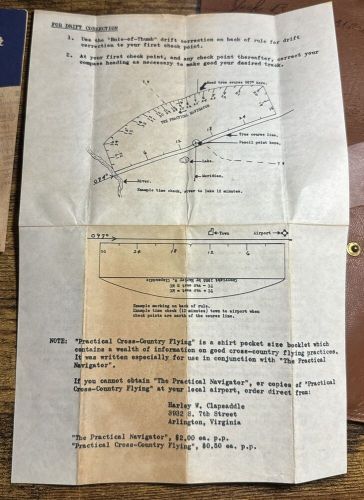 FOR DRIFT CORRECTION
1. Use the "Rule-of-Thumb" drift correction on back of rule for drift
correction to your first check point.
2. At your first check point, and any check point thereafter, correct your
compass heading as necessary to make good your desired track.
Read true course 067° here.
THE PRACTICAL NAVIGATOR
True course line.
Pencil point here.
Lake.
River.
Meridian.
Example time check, river to lake 12 minutes.
Town
Airport
Example marking on back of rule.
Example time check (12 minutes) town to airport when
check points are north of the course line.
NOTE: "Practical Cross-Country Flying" is a shirt pocket size booklet which
contains a wealth of information on good cross-country flying practices.
It was written especially for use in conjunction with "The Practical
Navigator".
If you cannot obtain "The Practical Navigator", or copies of "Practical
Cross-Country Flying" at your local airport, order direct from:
Harley W. Clapsaddle
3932 S. 7th Street
Arlington, Virginia
"The Practical Navigator", $2.00 ea. p.p.
"Practical Cross-Country Flying", $0.50 ea. p.p.